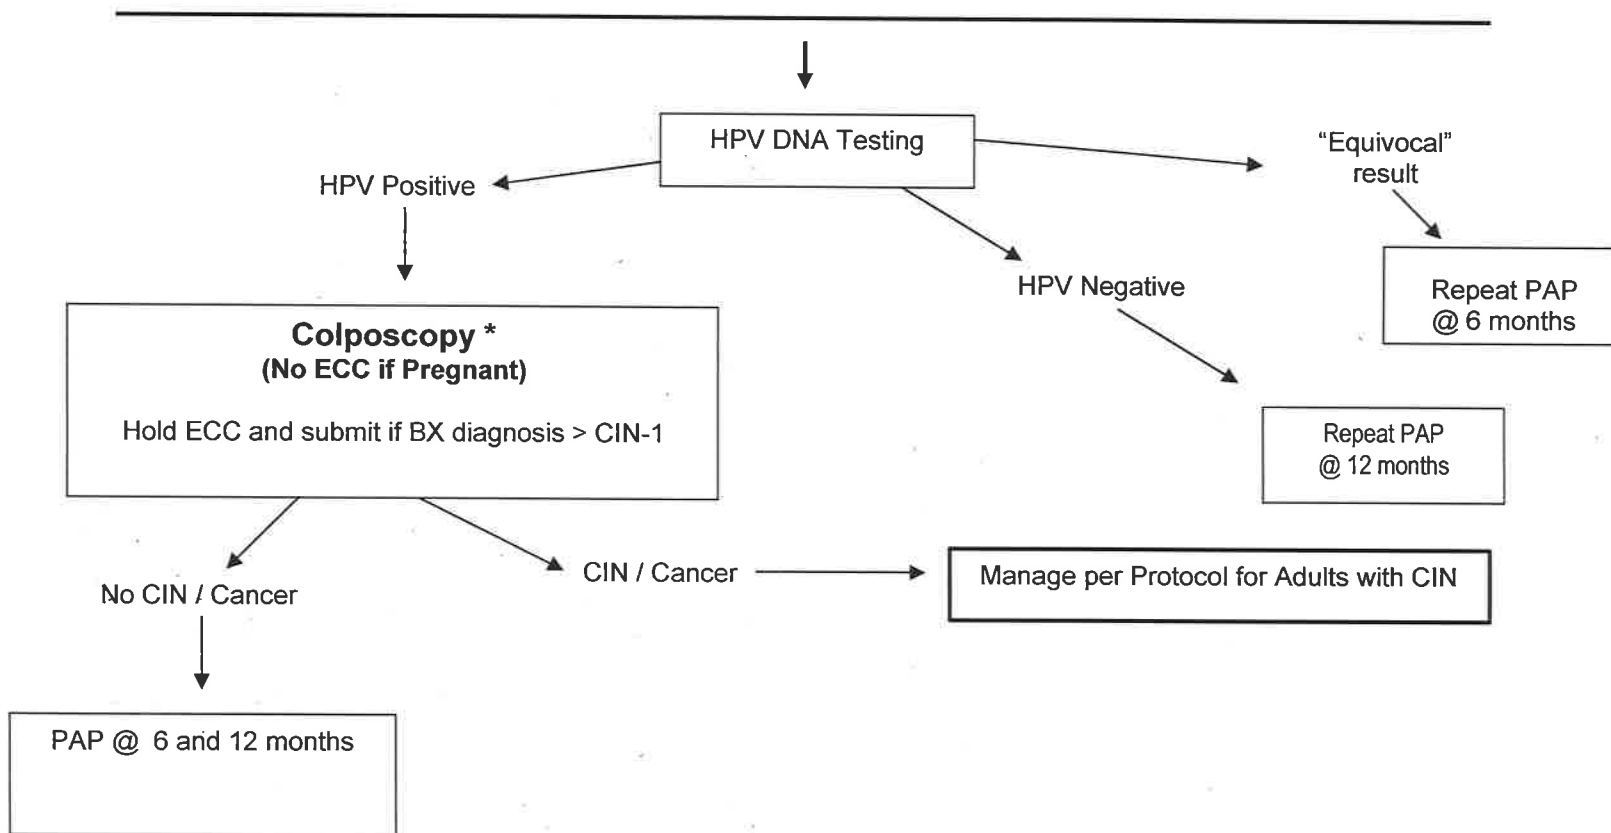 HPV DNA Testing
"Equivocal"
result
HPV Positive
HPV Negative
Repeat PAP
@ 6 months
Colposcopy *
(No ECC if Pregnant)
Hold ECC and submit if BX diagnosis > CIN-1
Repeat PAP
@ 12 months
No CIN / Cancer
CIN / Cancer
Manage per Protocol for Adults with CIN
PAP @ 6 and 12 months